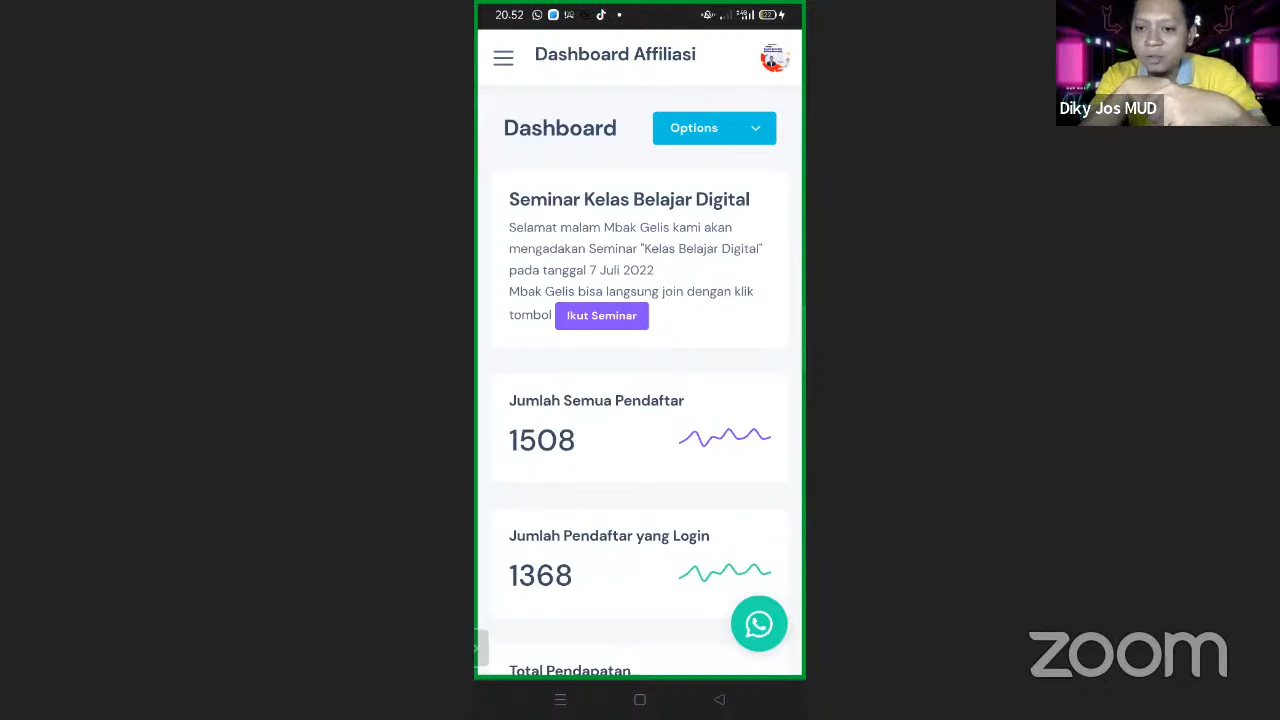 20.52
22
Dashboard Affiliasi
Dashboard
Options
Seminar Kelas Belajar Digital
Selamat malam Mbak Gelis kami akan
mengadakan Seminar "Kelas Belajar Digital"
pada tanggal 7 Juli 2022
Mbak Gelis bisa langsung join dengan klik
tombol Ikut Seminar
Jumlah Semua Pendaftar
1508
Jumlah Pendaftar yang Login
1368
Total Pendapatan
Diky Jos MUD
zoom